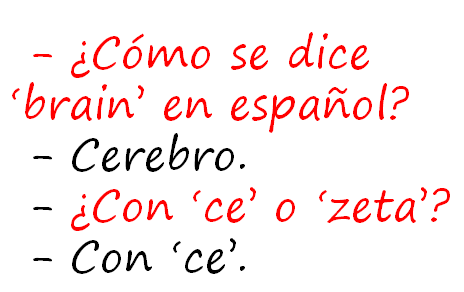 – ¿Cómo se dice
‘brain’ en español?
– Cerebro.
– ¿Con ‘ce’ o ‘zeta’?
– Con ‘ce’.